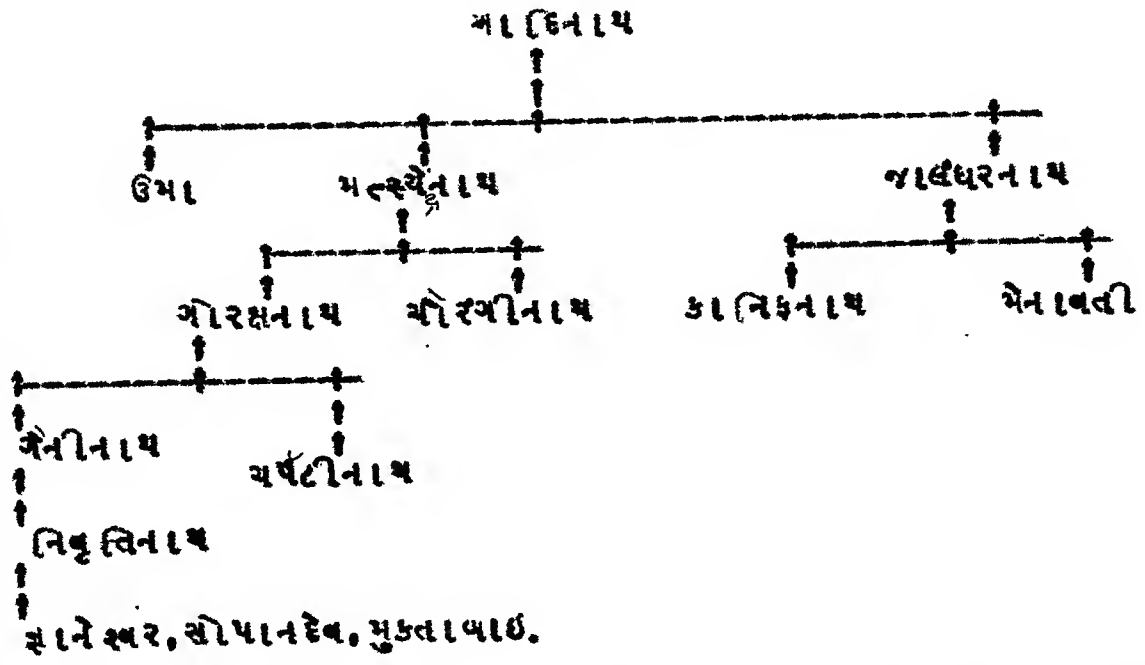 આદિનાથ
ઉમા મત્સ્યેન્દ્રનાથ જાલંધરનાથ
ગોરક્ષનાથ ચોરંગીનાથ કાનિફનાથ મેનાવતી
ગૈનીનાથ
ચર્પટીનાથ
નિવૃત્તિનાથ
જ્ઞાનેશ્વર, સોપાનદેવ, મુક્તાબાઇ.